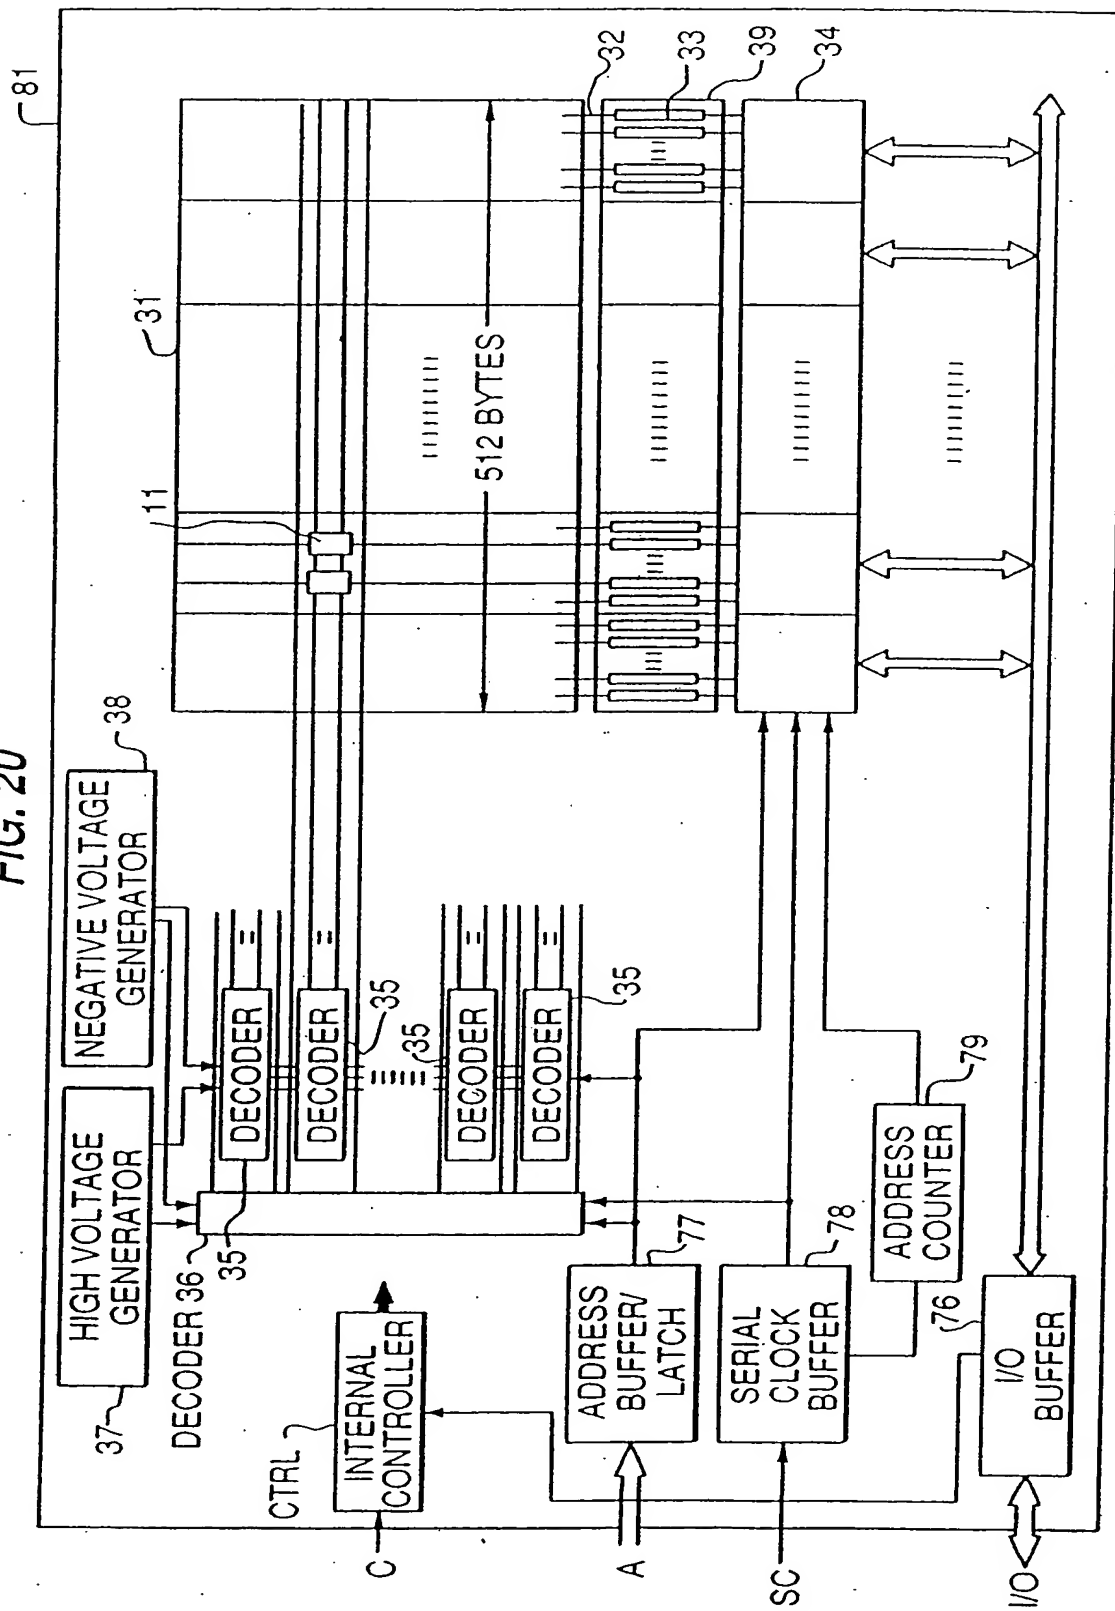 FIG. 20
81
HIGH VOLTAGE
GENERATOR
37
NEGATIVE VOLTAGE
GENERATOR
38
DECODER 36
35
DECODER
DECODER
35
35
DECODER
DECODER
35
11
31
512 BYTES
32
33
39
34
CTRL
INTERNAL
CONTROLLER
C
ADDRESS
BUFFER/
LATCH
77
A
SERIAL
CLOCK
BUFFER
78
SC
ADDRESS
COUNTER
79
76
I/O
BUFFER
I/O